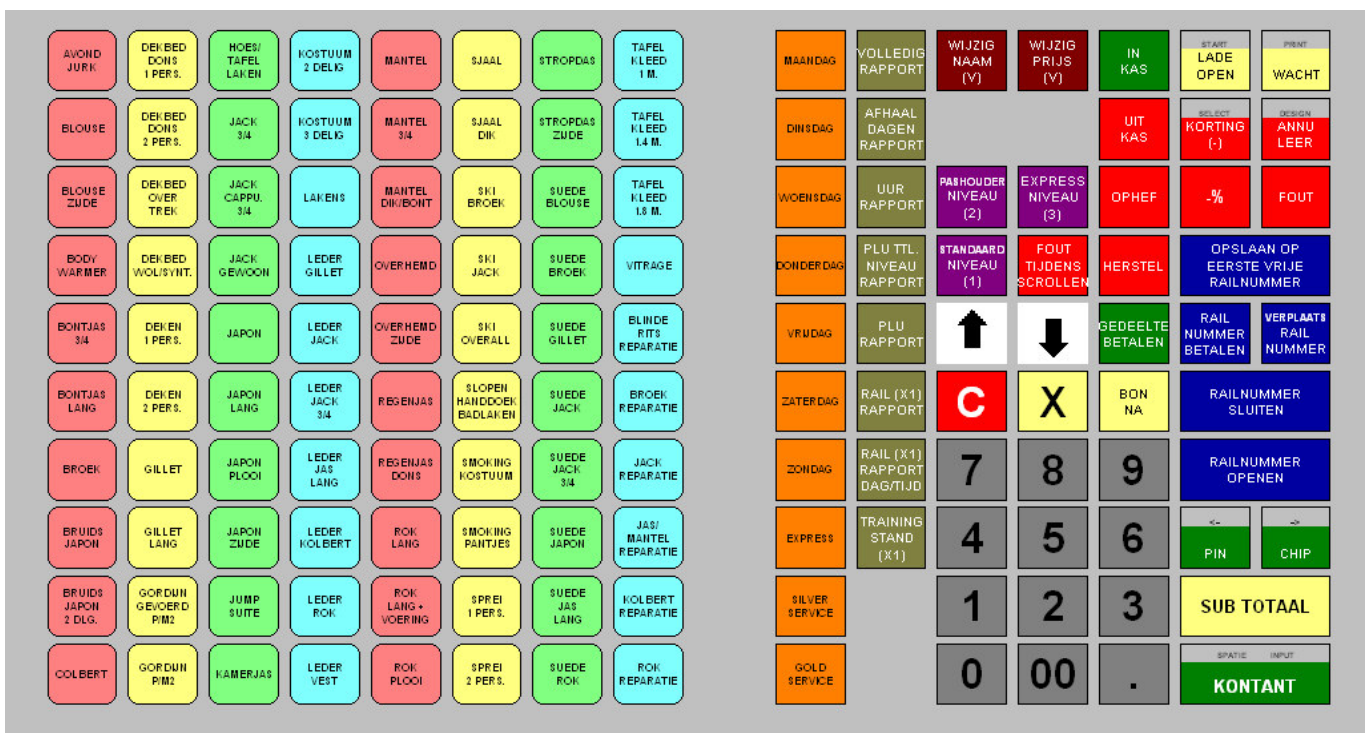 AVOND
JURK
DEKBED
DONS
1 PERS.
HOES/
TAFEL
LAKEN
KOSTUUM
2 DELIG
MANTEL
SJAAL
STROPDAS
TAFEL
KLEED
1 M.
BLOUSE
DEKBED
DONS
2 PERS.
JACK
3/4
KOSTUUM
3 DELIG
MANTEL
3/4
SJAAL
DIK
STROPDAS
ZIJDE
TAFEL
KLEED
1.4 M.
BLOUSE
ZIJDE
DEKBED
OVER
TREK
JACK
CAPPU.
3/4
LAKENS
MANTEL
DIK/BONT
SKI
BROEK
SUEDE
BLOUSE
TAFEL
KLEED
1.8 M.
BODY
WARMER
DEKBED
WOL/SYNT.
JACK
GEWOON
LEDER
GILLET
OVERHEMD
SKI
JACK
SUEDE
BROEK
VITRAGE
BONTJAS
3/4
DEKEN
1 PERS.
JAPON
LEDER
JACK
OVERHEMD
ZIJDE
SKI
OVERALL
SUEDE
GILLET
BLINDE
RITS
REPARATIE
BONTJAS
LANG
DEKEN
2 PERS.
JAPON
LANG
LEDER
JACK
3/4
REGENJAS
SLOPEN
HANDDOEK
BADLAKEN
SUEDE
JACK
BROEK
REPARATIE
BROEK
GILLET
JAPON
PLOOI
LEDER
JAS
LANG
REGENJAS
DONS
SMOKING
KOSTUUM
SUEDE
JACK
3/4
JACK
REPARATIE
BRUIDS
JAPON
GILLET
LANG
JAPON
ZIJDE
LEDER
KOLBERT
ROK
LANG
SMOKING
PANTJES
SUEDE
JAPON
JAS/
MANTEL
REPARATIE
BRUIDS
JAPON
2 DLG.
GORDIJN
GEVOERD
P/M2
JUMP
SUITE
LEDER
ROK
ROK
LANG +
VOERING
SPREI
1 PERS.
SUEDE
JAS
LANG
KOLBERT
REPARATIE
COLBERT
GORDIJN
P/M2
KAMERJAS
LEDER
VEST
ROK
PLOOI
SPREI
2 PERS.
SUEDE
ROK
ROK
REPARATIE
MAANDAG
VOLLEDIG
RAPPORT
WIJZIG
NAAM
(V)
WIJZIG
PRIJS
(V)
IN
KAS
START
LADE
OPEN
PRINT
WACHT
DINSDAG
AFHAAL
DAGEN
RAPPORT
UIT
KAS
SELECT
KORTING
(-)
DESIGN
ANNU
LEER
WOENSDAG
UUR
RAPPORT
PASHOUDER
NIVEAU
(2)
EXPRESS
NIVEAU
(3)
OPHEF
-%
FOUT
DONDERDAG
PLU TTL.
NIVEAU
RAPPORT
STANDAARD
NIVEAU
(1)
FOUT
TIJDENS
SCROLLEN
HERSTEL
OPSLAAN OP
EERSTE VRIJE
RAILNUMMER
VRIJDAG
PLU
RAPPORT
GEDEELTE
BETALEN
RAIL
NUMMER
BETALEN
VERPLAATS
RAIL
NUMMER
ZATERDAG
RAIL (X1)
RAPPORT
C
X
BON
NA
RAILNUMMER
SLUITEN
ZONDAG
RAIL (X1)
RAPPORT
DAG/TIJD
7
8
9
RAILNUMMER
OPENEN
EXPRESS
TRAINING
STAND
(X1)
4
5
6
<-
PIN
->
CHIP
SILVER
SERVICE
1
2
3
SUB TOTAAL
GOLD
SERVICE
0
00
.
SPATIE INPUT
KONTANT